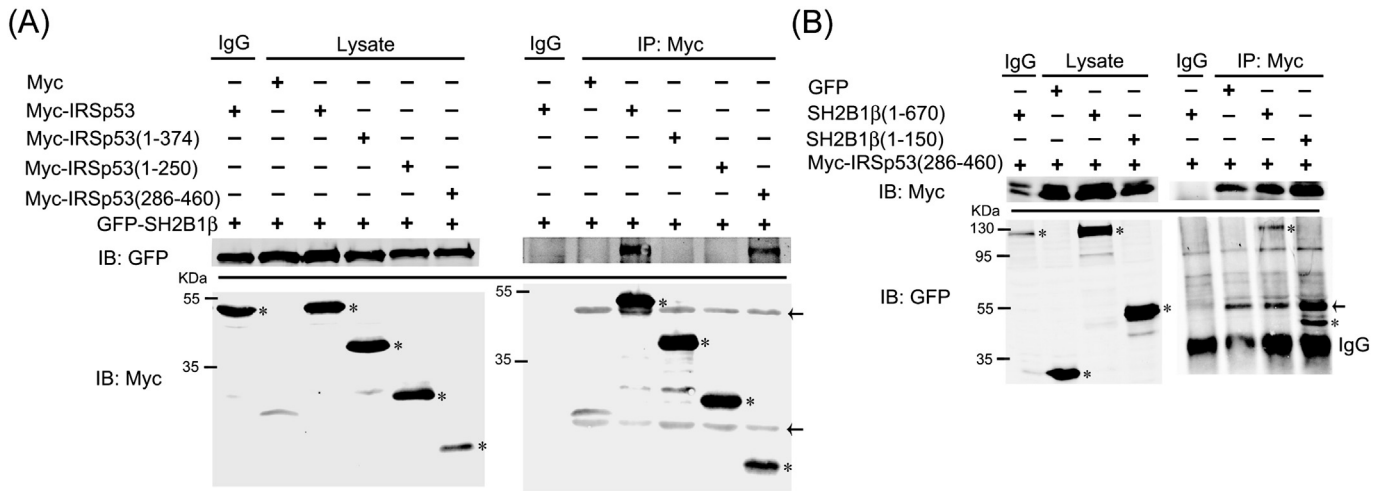 (A)
IgG Lysate IgG IP: Myc
Myc − + − − − − − + − − − −
Myc-IRSp53 + − + − − − + − + − − −
Myc-IRSp53(1-374) − − − + − − − − − + − −
Myc-IRSp53(1-250) − − − − + − − − − − + −
Myc-IRSp53(286-460) − − − − − + − − − − − +
GFP-SH2B1β + + + + + + + + + + + +
IB: GFP
KDa
55 * * * * *
35
IB: Myc
55 * * * * ←
35 ←
(B)
IgG Lysate IgG IP: Myc
GFP − + − − − + − −
SH2B1β(1-670) + − + − + − + −
SH2B1β(1-150) − − − + − − − +
Myc-IRSp53(286-460) + + + + + + + +
IB: Myc
KDa
130 * * *
95
IB: GFP
55 * ←
*
35 * IgG